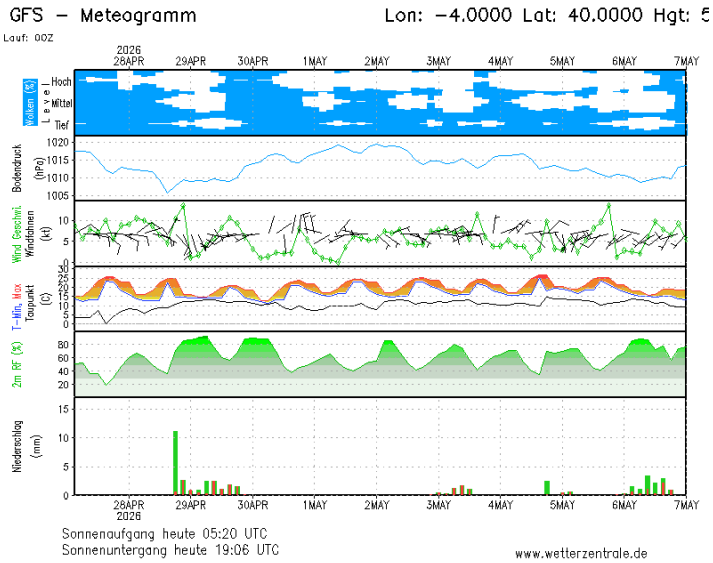 GFS – Meteogramm Lon: −4.0000 Lat: 40.0000 Hgt:
Lauf: 00Z
2026
28APR 29APR 30APR 1MAY 2MAY 3MAY 4MAY 5MAY 6MAY 7MAY
Wolken (%)
Level
Hoch
Mittel
Tief
Bodendruck
(hPa)
1020
1015
1010
1005
Wind Geschwi.
Windfahnen
(kt)
10
5
0
T-Min, Max
Taupunkt
(C)
30
25
20
15
10
5
0
2m RF (%)
80
60
40
20
Niederschlag
(mm)
15
10
5
0
28APR 29APR 30APR 1MAY 2MAY 3MAY 4MAY 5MAY 6MAY 7MAY
2026
Sonnenaufgang heute 05:20 UTC
Sonnenuntergang heute 19:06 UTC
www.wetterzentrale.de